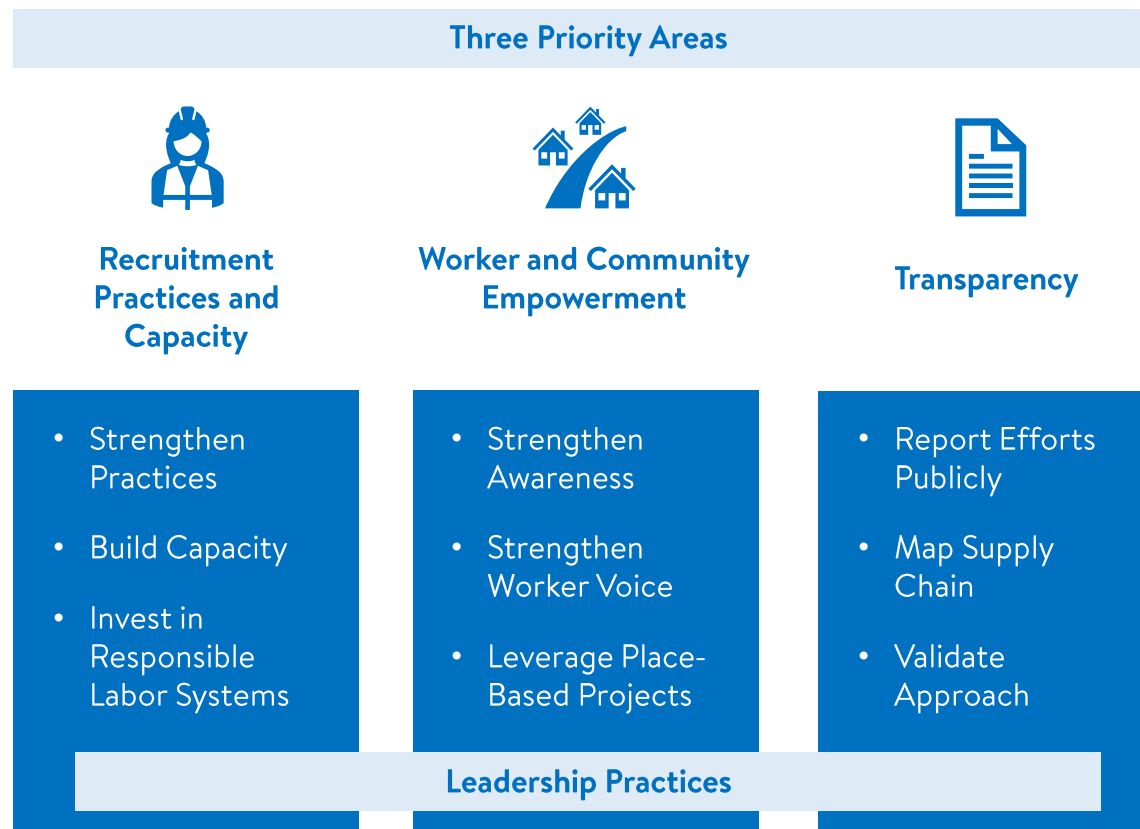 Three Priority Areas
Recruitment
Practices and
Capacity
Worker and Community
Empowerment
Transparency
• Strengthen
Practices
• Build Capacity
• Invest in
Responsible
Labor Systems
• Strengthen
Awareness
• Strengthen
Worker Voice
• Leverage Place-
Based Projects
• Report Efforts
Publicly
• Map Supply
Chain
• Validate
Approach
Leadership Practices